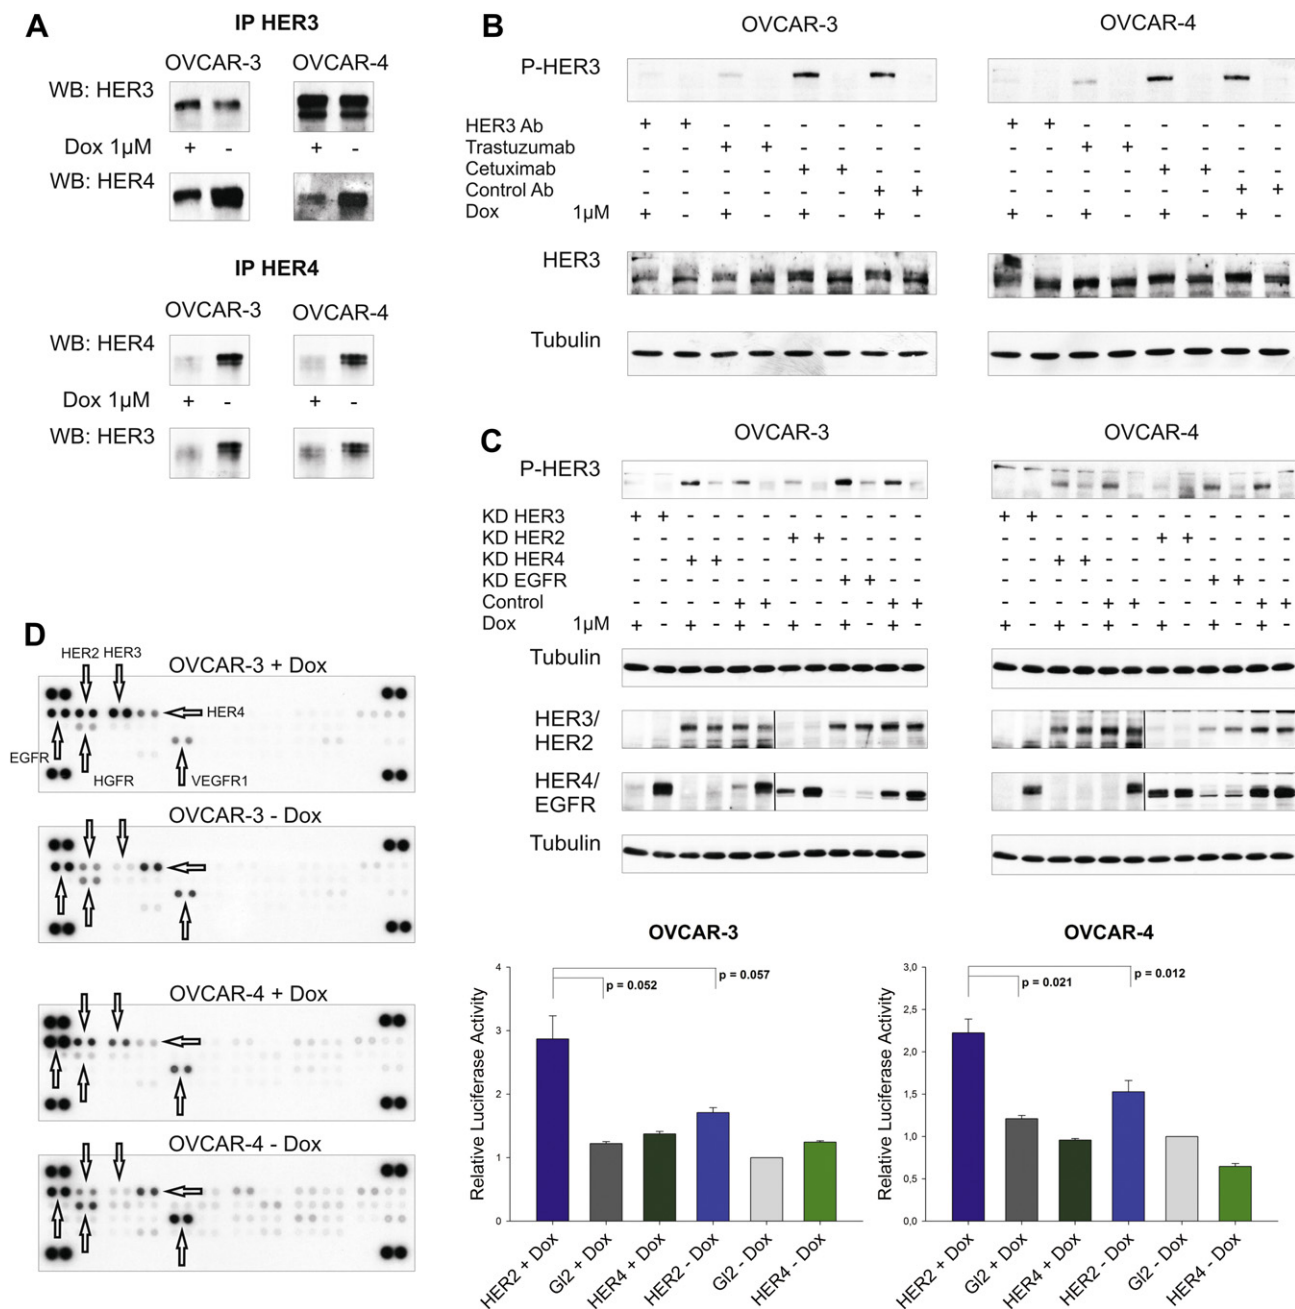 A
IP HER3
OVCAR-3 OVCAR-4
WB: HER3
Dox 1µM + - + -
WB: HER4
IP HER4
OVCAR-3 OVCAR-4
WB: HER4
Dox 1µM + - + -
WB: HER3
B
OVCAR-3 OVCAR-4
P-HER3
HER3 Ab + + - - - - - - + + - - - - - -
Trastuzumab - - + + - - - - - - + + - - - -
Cetuximab - - - - + + - - - - - - + + - -
Control Ab - - - - - - + + - - - - - - + +
Dox 1µM + - + - + - + - + - + - + - + -
HER3
Tubulin
C
OVCAR-3 OVCAR-4
P-HER3
KD HER3 + + - - - - - - - - - - + + - - - - - - - - - -
KD HER2 - - - - - - + + - - - - - - - - - - + + - - - -
KD HER4 - - + + - - - - - - - - - - + + - - - - - - - -
KD EGFR - - - - - - - - + + - - - - - - - - - - + + - -
Control - - - - + + - - - - + + - - - - + + - - - - + +
Dox 1µM + - + - + - + - + - + - + - + - + - + - + - + -
Tubulin
HER3/
HER2
HER4/
EGFR
Tubulin
D
HER2 HER3
OVCAR-3 + Dox
HER4
EGFR
HGFR
VEGFR1
OVCAR-3 - Dox
OVCAR-4 + Dox
OVCAR-4 - Dox
OVCAR-3
Relative Luciferase Activity
4
3
2
1
0
p = 0.052
p = 0.057
HER2 + Dox
GI2 + Dox
HER4 + Dox
HER2 - Dox
GI2 - Dox
HER4 - Dox
OVCAR-4
Relative Luciferase Activity
3,0
2,5
2,0
1,5
1,0
0,5
0,0
p = 0.021
p = 0.012
HER2 + Dox
GI2 + Dox
HER4 + Dox
HER2 - Dox
GI2 - Dox
HER4 - Dox